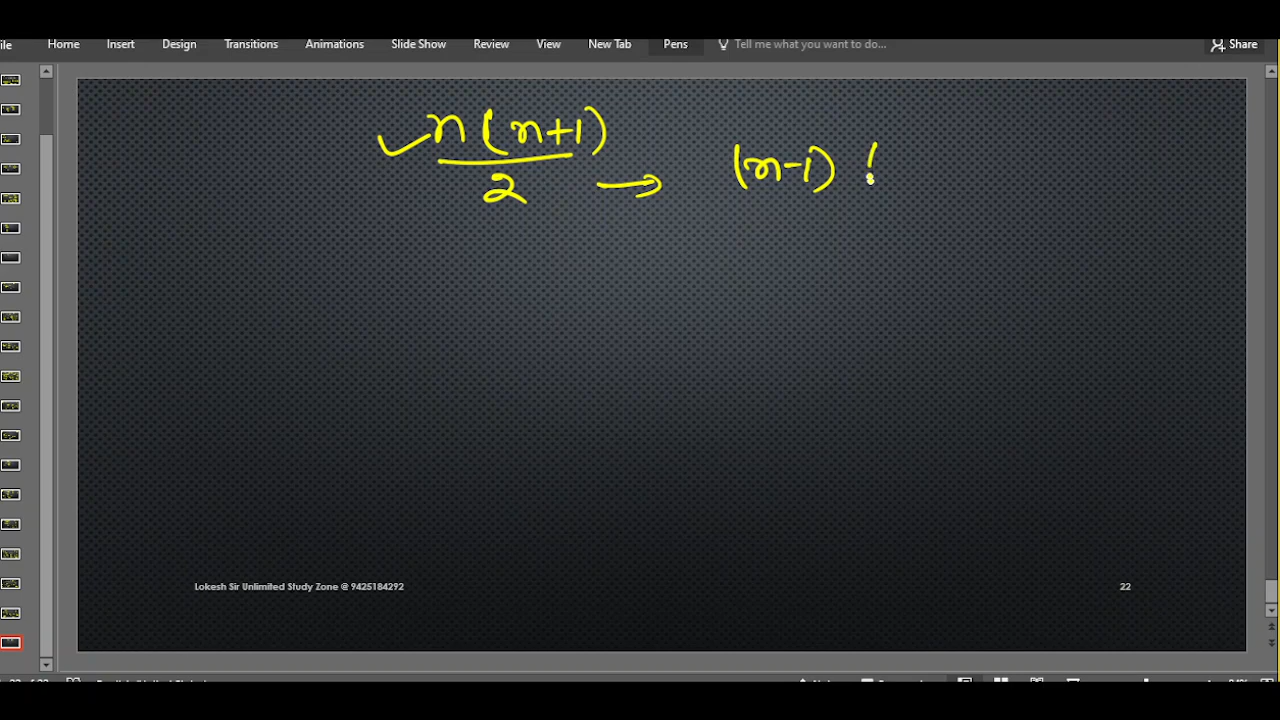 File Home Insert Design Transitions Animations Slide Show Review View New Tab Pens Tell me what you want to do... Share
✓ n(n+1)
2 → (n-1) !
Lokesh Sir Unlimited Study Zone @ 9425184292 22